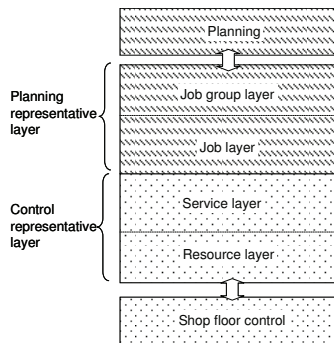 Planning
Planning
representative
layer
Job group layer
Job layer
Control
representative
layer
Service layer
Resource layer
Shop floor control